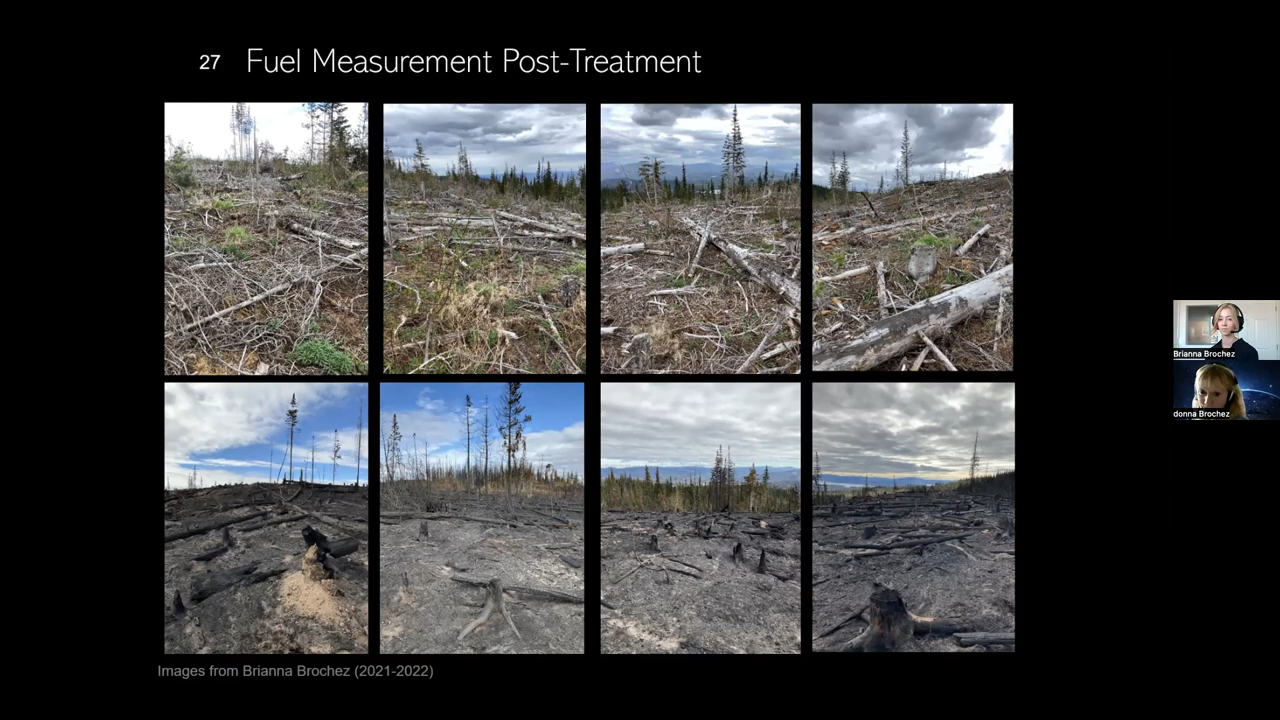 27 Fuel Measurement Post-Treatment
Brianna Brochez
donna Brochez
Images from Brianna Brochez (2021-2022)